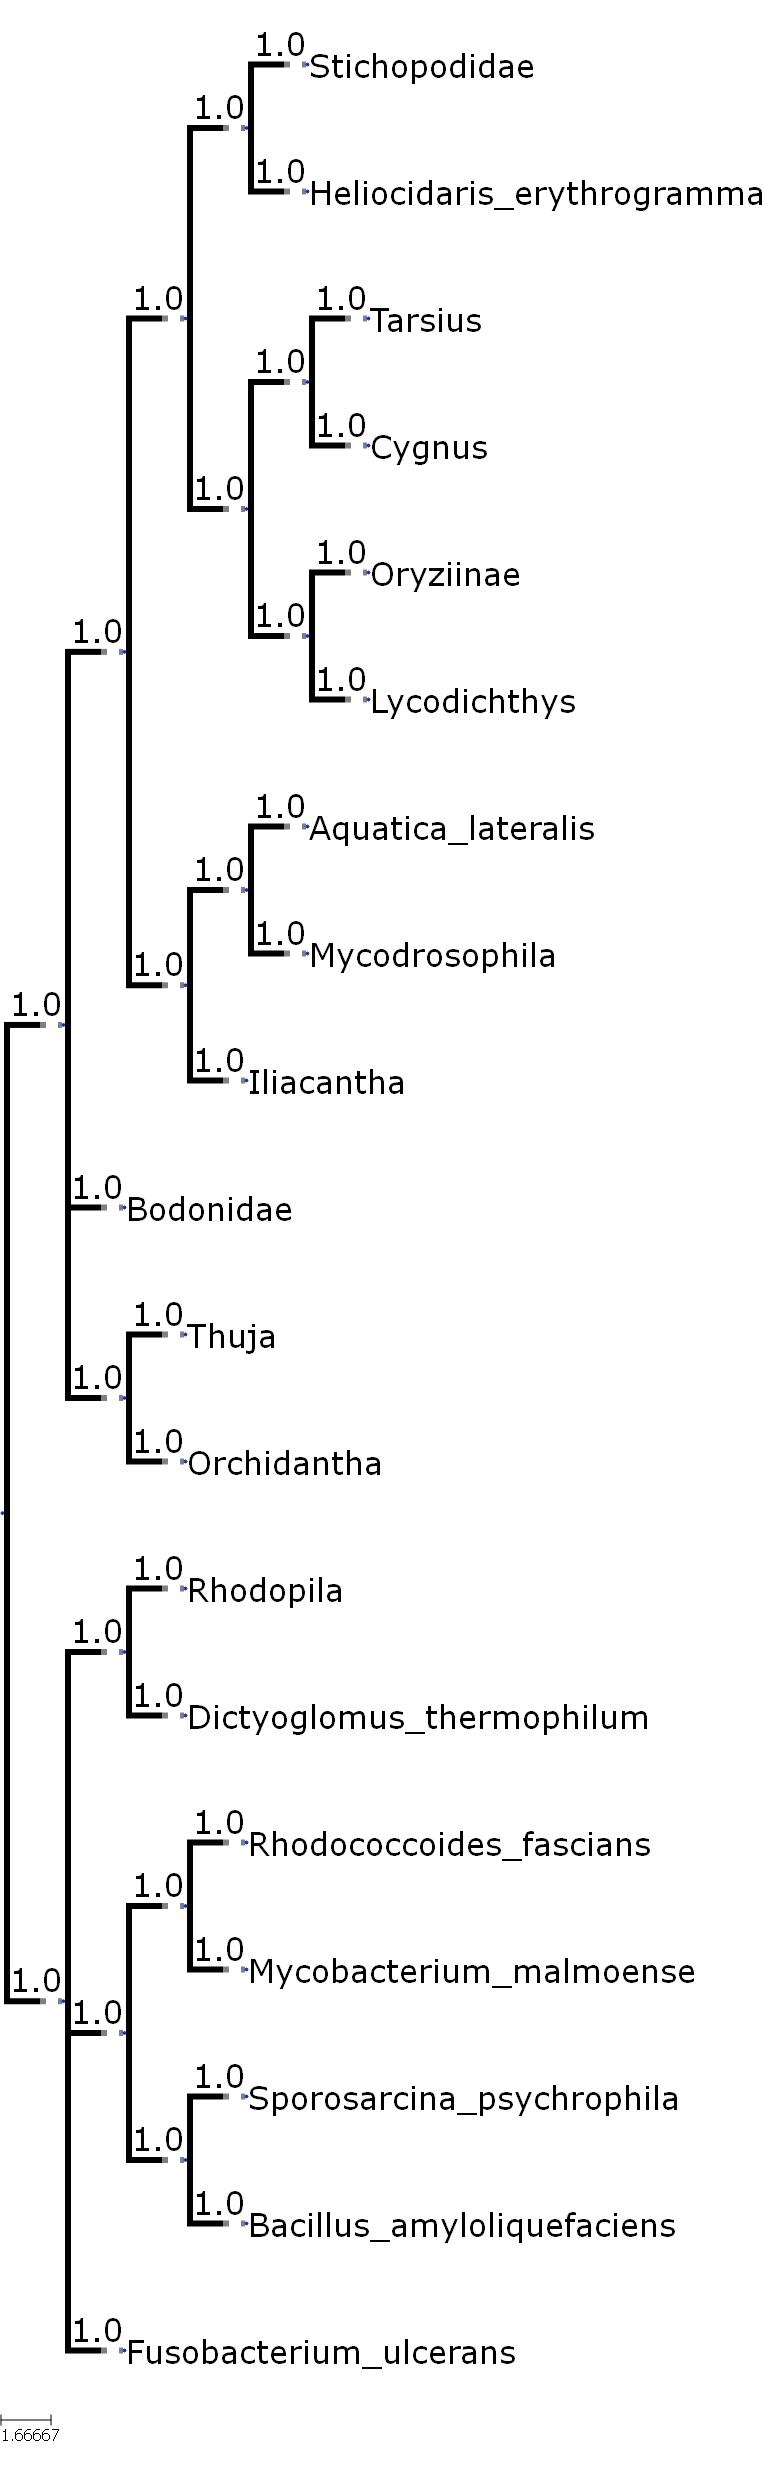 1.0
Stichopodidae
1.0
1.0
Heliocidaris_erythrogramma
1.0
1.0
Tarsius
1.0
1.0
Cygnus
1.0
1.0
Oryziinae
1.0
1.0
1.0
Lycodichthys
1.0
Aquatica_lateralis
1.0
1.0
Mycodrosophila
1.0
1.0
1.0
Iliacantha
1.0
Bodonidae
1.0
Thuja
1.0
1.0
Orchidantha
1.0
Rhodopila
1.0
1.0
Dictyoglomus_thermophilum
1.0
Rhodococcoides_fascians
1.0
1.0
Mycobacterium_malmoense
1.0
1.0
1.0
Sporosarcina_psychrophila
1.0
1.0
Bacillus_amyloliquefaciens
1.0
Fusobacterium_ulcerans
1.66667